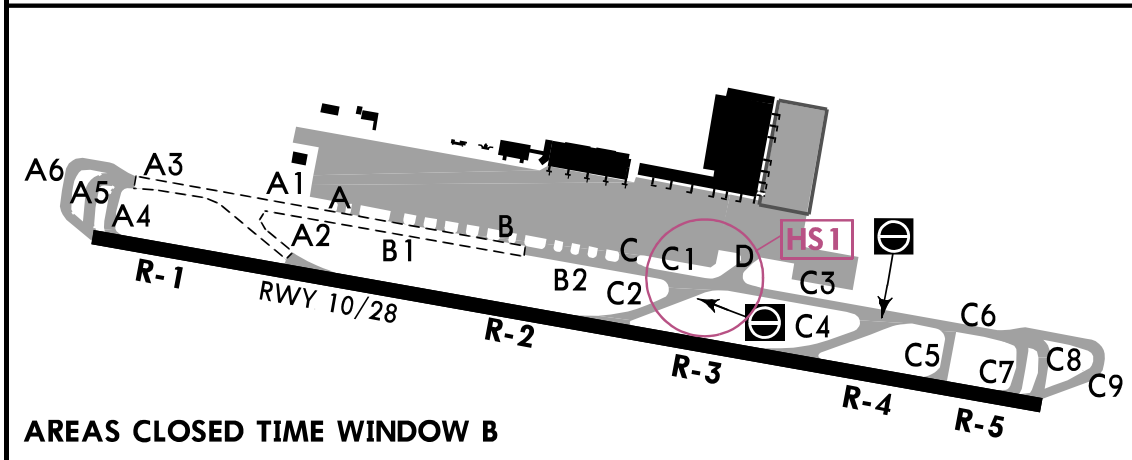 A6
A3
A5
A4
A1
A
A2
B1
B
B2
C
C1
D
HS1
C2
C3
C4
C6
C5
C7
C8
C9
R-1
RWY 10/28
R-2
R-3
R-4
R-5
AREAS CLOSED TIME WINDOW B